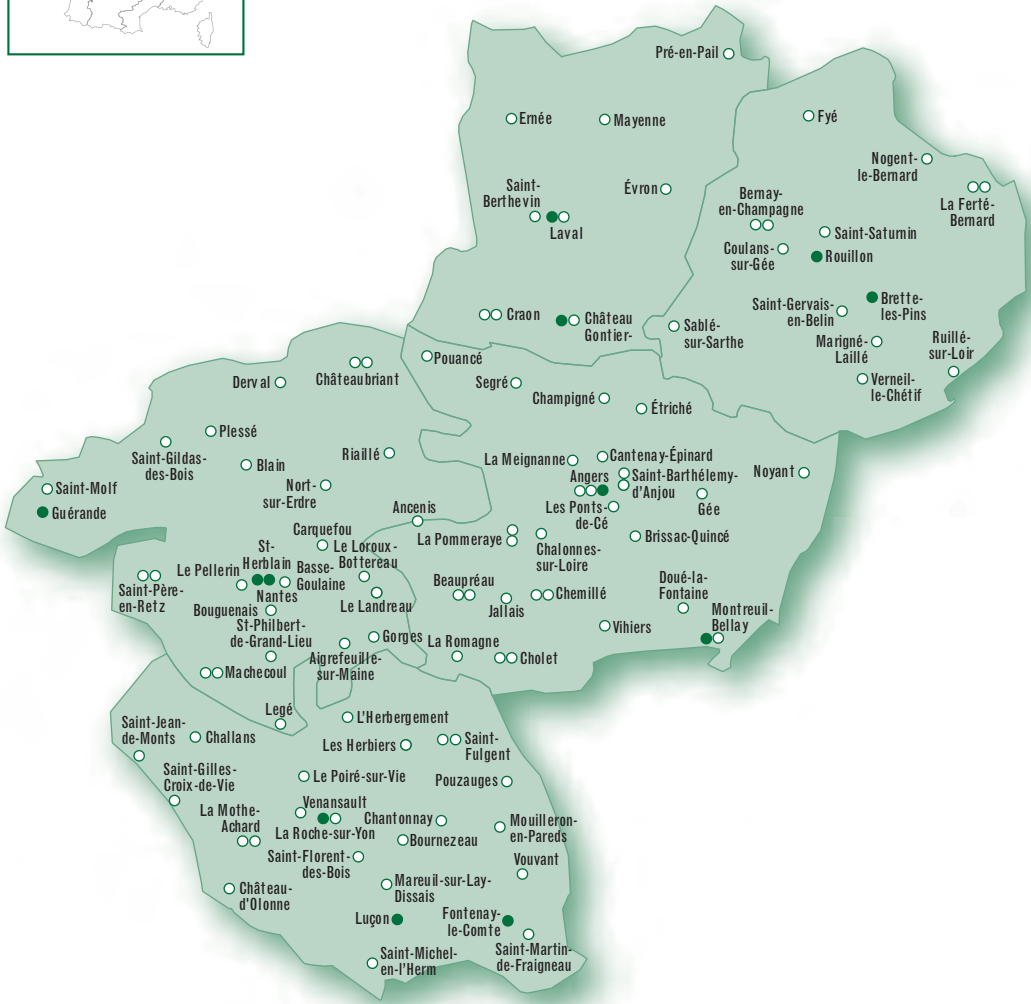 Pré-en-Pail
Ernée
Mayenne
Fyé
Nogent-
le-Bernard
Saint-
Berthevin
Évron
Laval
Bernay-
en-Champagne
La Ferté-
Bernard
Saint-Saturnin
Coulans-
sur-Gée
Rouillon
Craon
Château
Gontier-
Sablé-
sur-Sarthe
Saint-Gervais-
en-Belin
Brette-
les-Pins
Marigné-
Laillé
Ruillé-
sur-Loir
Verneil-
le-Chétif
Pouancé
Châteaubriant
Derval
Segré
Champigné
Étriché
Plessé
Saint-Gildas-
des-Bois
Blain
Riaillé
Nort-
sur-Erdre
Saint-Molf
Guérande
La Meignanne
Cantenay-Épinard
Angers
Saint-Barthélemy-
d'Anjou
Noyant
Gée
Les Ponts-
de-Cé
Ancenis
La Pommeraye
Chalonnes-
sur-Loire
Brissac-Quincé
Carquefou
St-
Herblain
Le Loroux-
Bottereau
Le Pellerin
Basse-
Goulaine
Nantes
Saint-Père-
en-Retz
Bouguenais
Le Landreau
Beaupréau
Jallais
Chemillé
Doué-la-
Fontaine
Montreuil-
Bellay
Vihiers
St-Philbert-
de-Grand-Lieu
Gorges
Aigrefeuille-
sur-Maine
La Romagne
Cholet
Machecoul
Legé
L'Herbergement
Saint-Jean-
de-Monts
Challans
Les Herbiers
Saint-
Fulgent
Saint-Gilles-
Croix-de-Vie
Le Poiré-sur-Vie
Pouzauges
La Mothe-
Achard
Venansault
La Roche-sur-Yon
Chantonnay
Mouilleron-
en-Pareds
Bournezeau
Saint-Florent-
des-Bois
Vouvant
Château-
d'Olonne
Mareuil-sur-Lay-
Dissais
Luçon
Fontenay-
le-Comte
Saint-Michel-
en-l'Herm
Saint-Martin-
de-Fraigneau